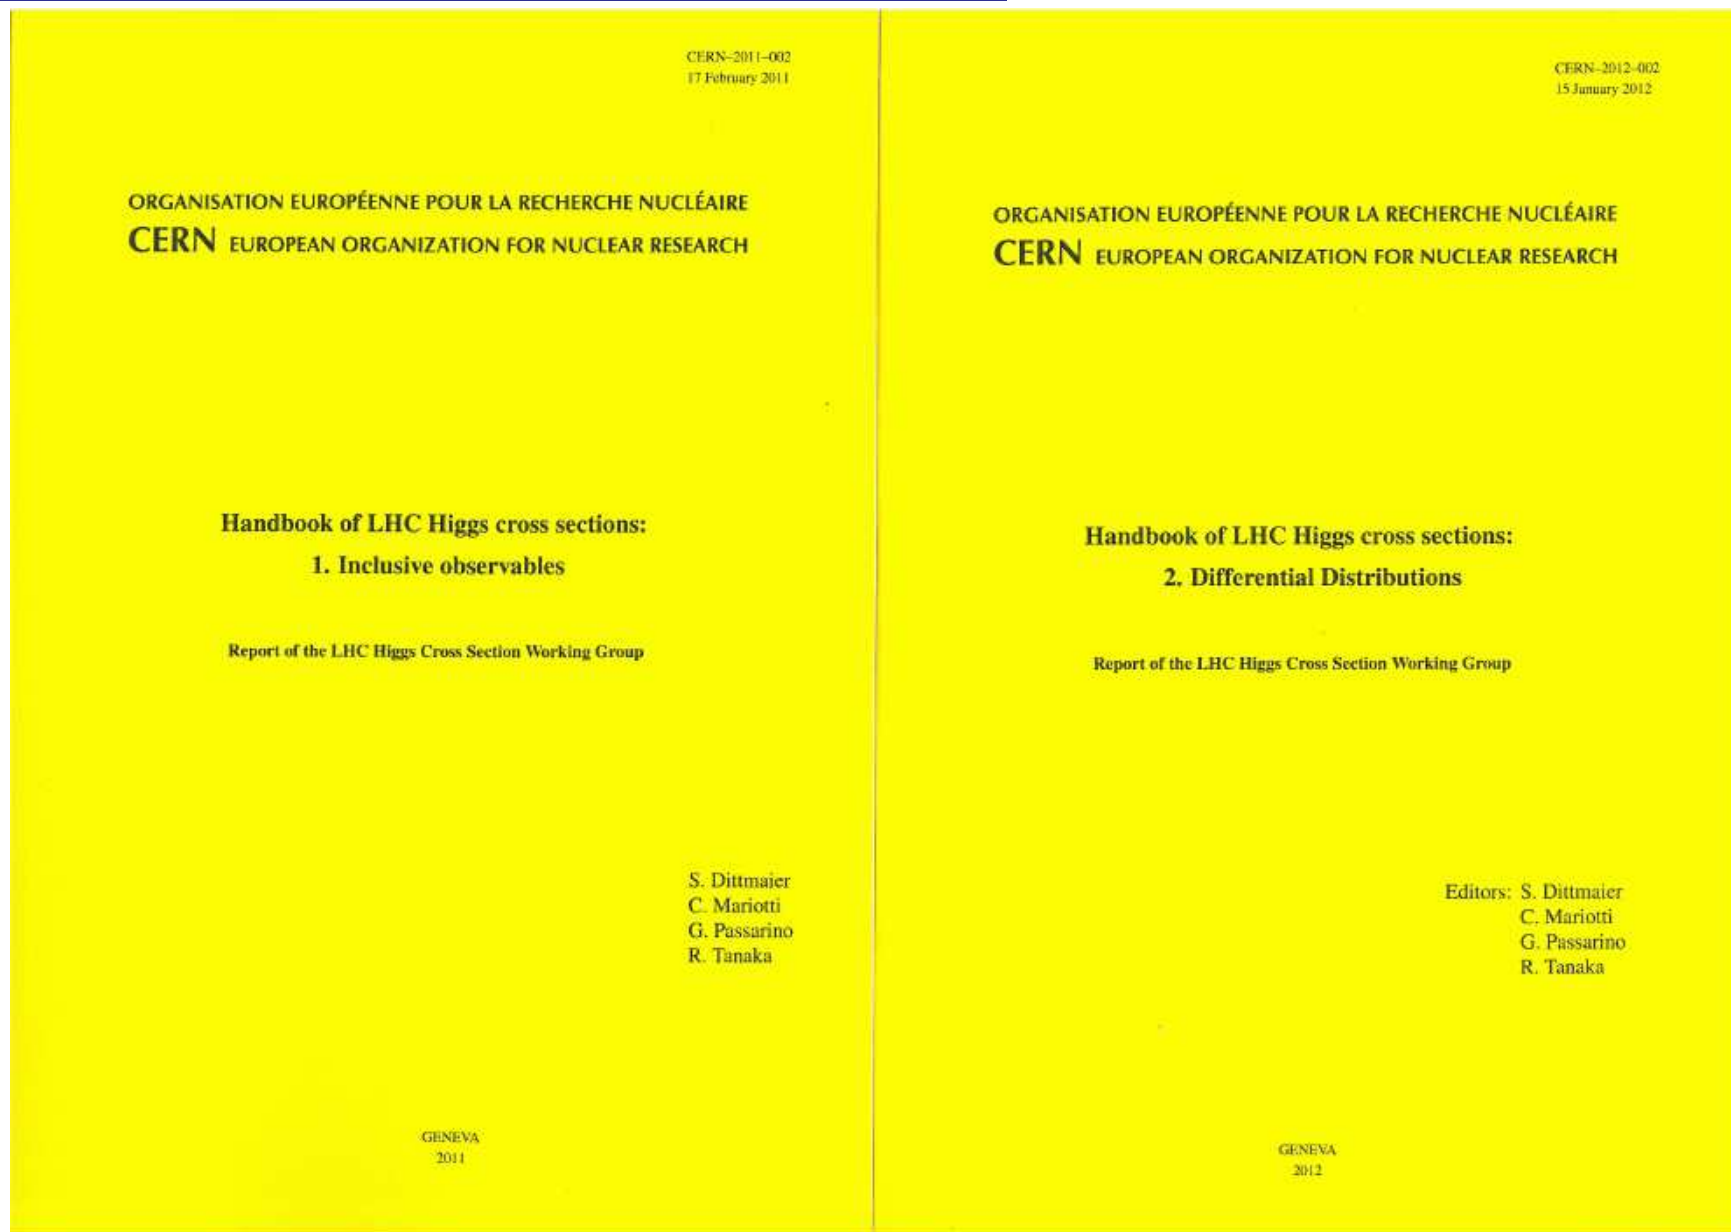 CERN–2011–002
17 February 2011
ORGANISATION EUROPÉENNE POUR LA RECHERCHE NUCLÉAIRE
CERN EUROPEAN ORGANIZATION FOR NUCLEAR RESEARCH
Handbook of LHC Higgs cross sections:
1. Inclusive observables
Report of the LHC Higgs Cross Section Working Group
S. Dittmaier
C. Mariotti
G. Passarino
R. Tanaka
GENEVA
2011
CERN–2012–002
15 January 2012
ORGANISATION EUROPÉENNE POUR LA RECHERCHE NUCLÉAIRE
CERN EUROPEAN ORGANIZATION FOR NUCLEAR RESEARCH
Handbook of LHC Higgs cross sections:
2. Differential Distributions
Report of the LHC Higgs Cross Section Working Group
Editors: S. Dittmaier
C. Mariotti
G. Passarino
R. Tanaka
GENEVA
2012